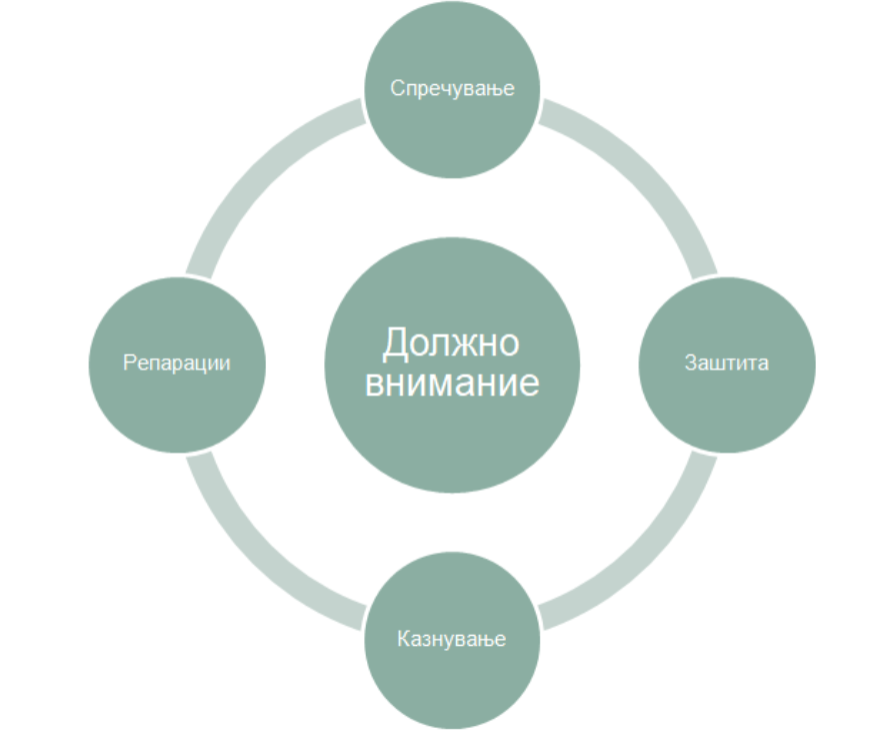 Спречување
Должно
внимание
Репарации
Заштита
Казнување